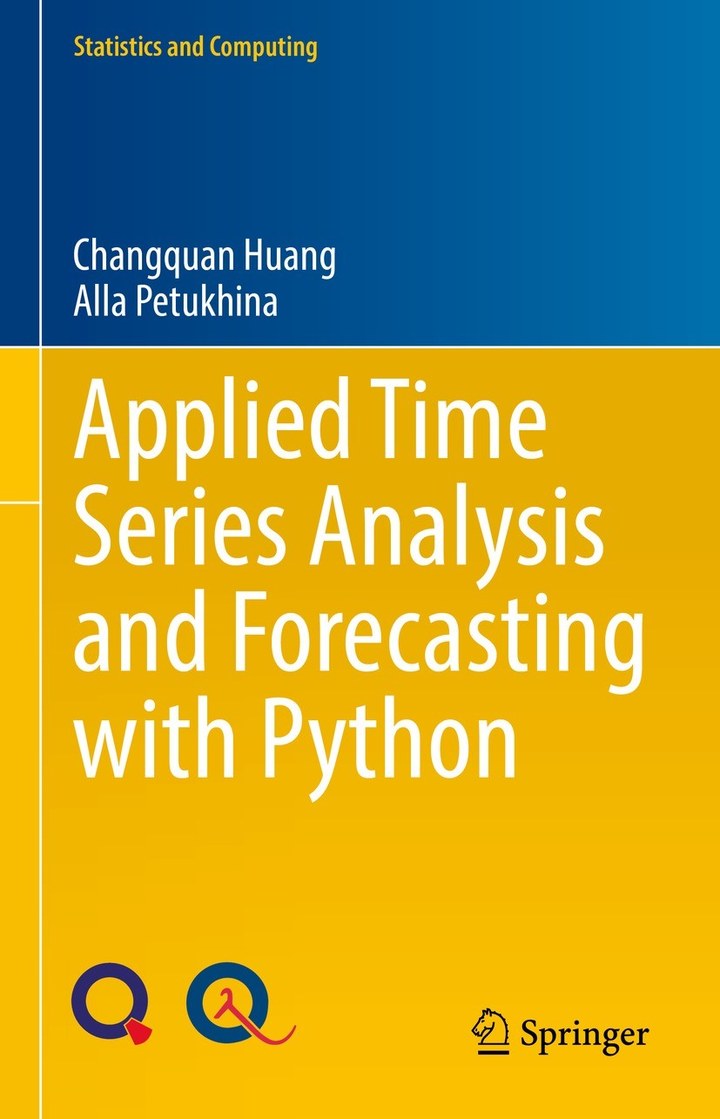 Statistics and Computing
Changquan Huang
Alla Petukhina
Applied Time
Series Analysis
and Forecasting
with Python
Springer